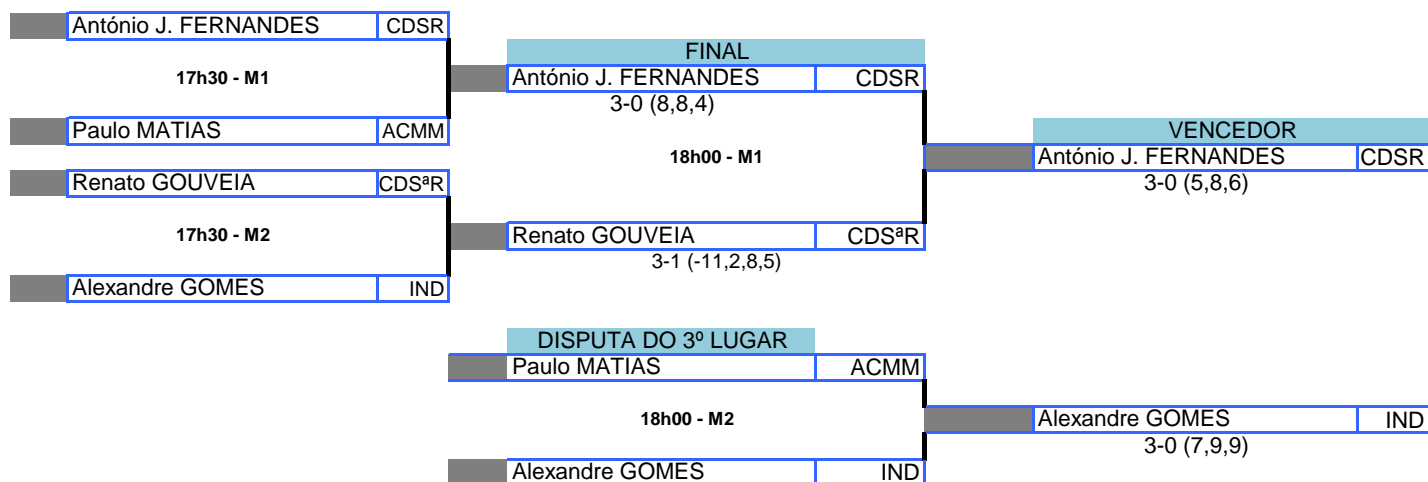 António J. FERNANDES CDSR
17h30 - M1
Paulo MATIAS ACMM
Renato GOUVEIA CDSªR
17h30 - M2
Alexandre GOMES IND
FINAL
António J. FERNANDES CDSR
3-0 (8,8,4)
18h00 - M1
Renato GOUVEIA CDSªR
3-1 (-11,2,8,5)
VENCEDOR
António J. FERNANDES CDSR
3-0 (5,8,6)
DISPUTA DO 3º LUGAR
Paulo MATIAS ACMM
18h00 - M2
Alexandre GOMES IND
Alexandre GOMES IND
3-0 (7,9,9)